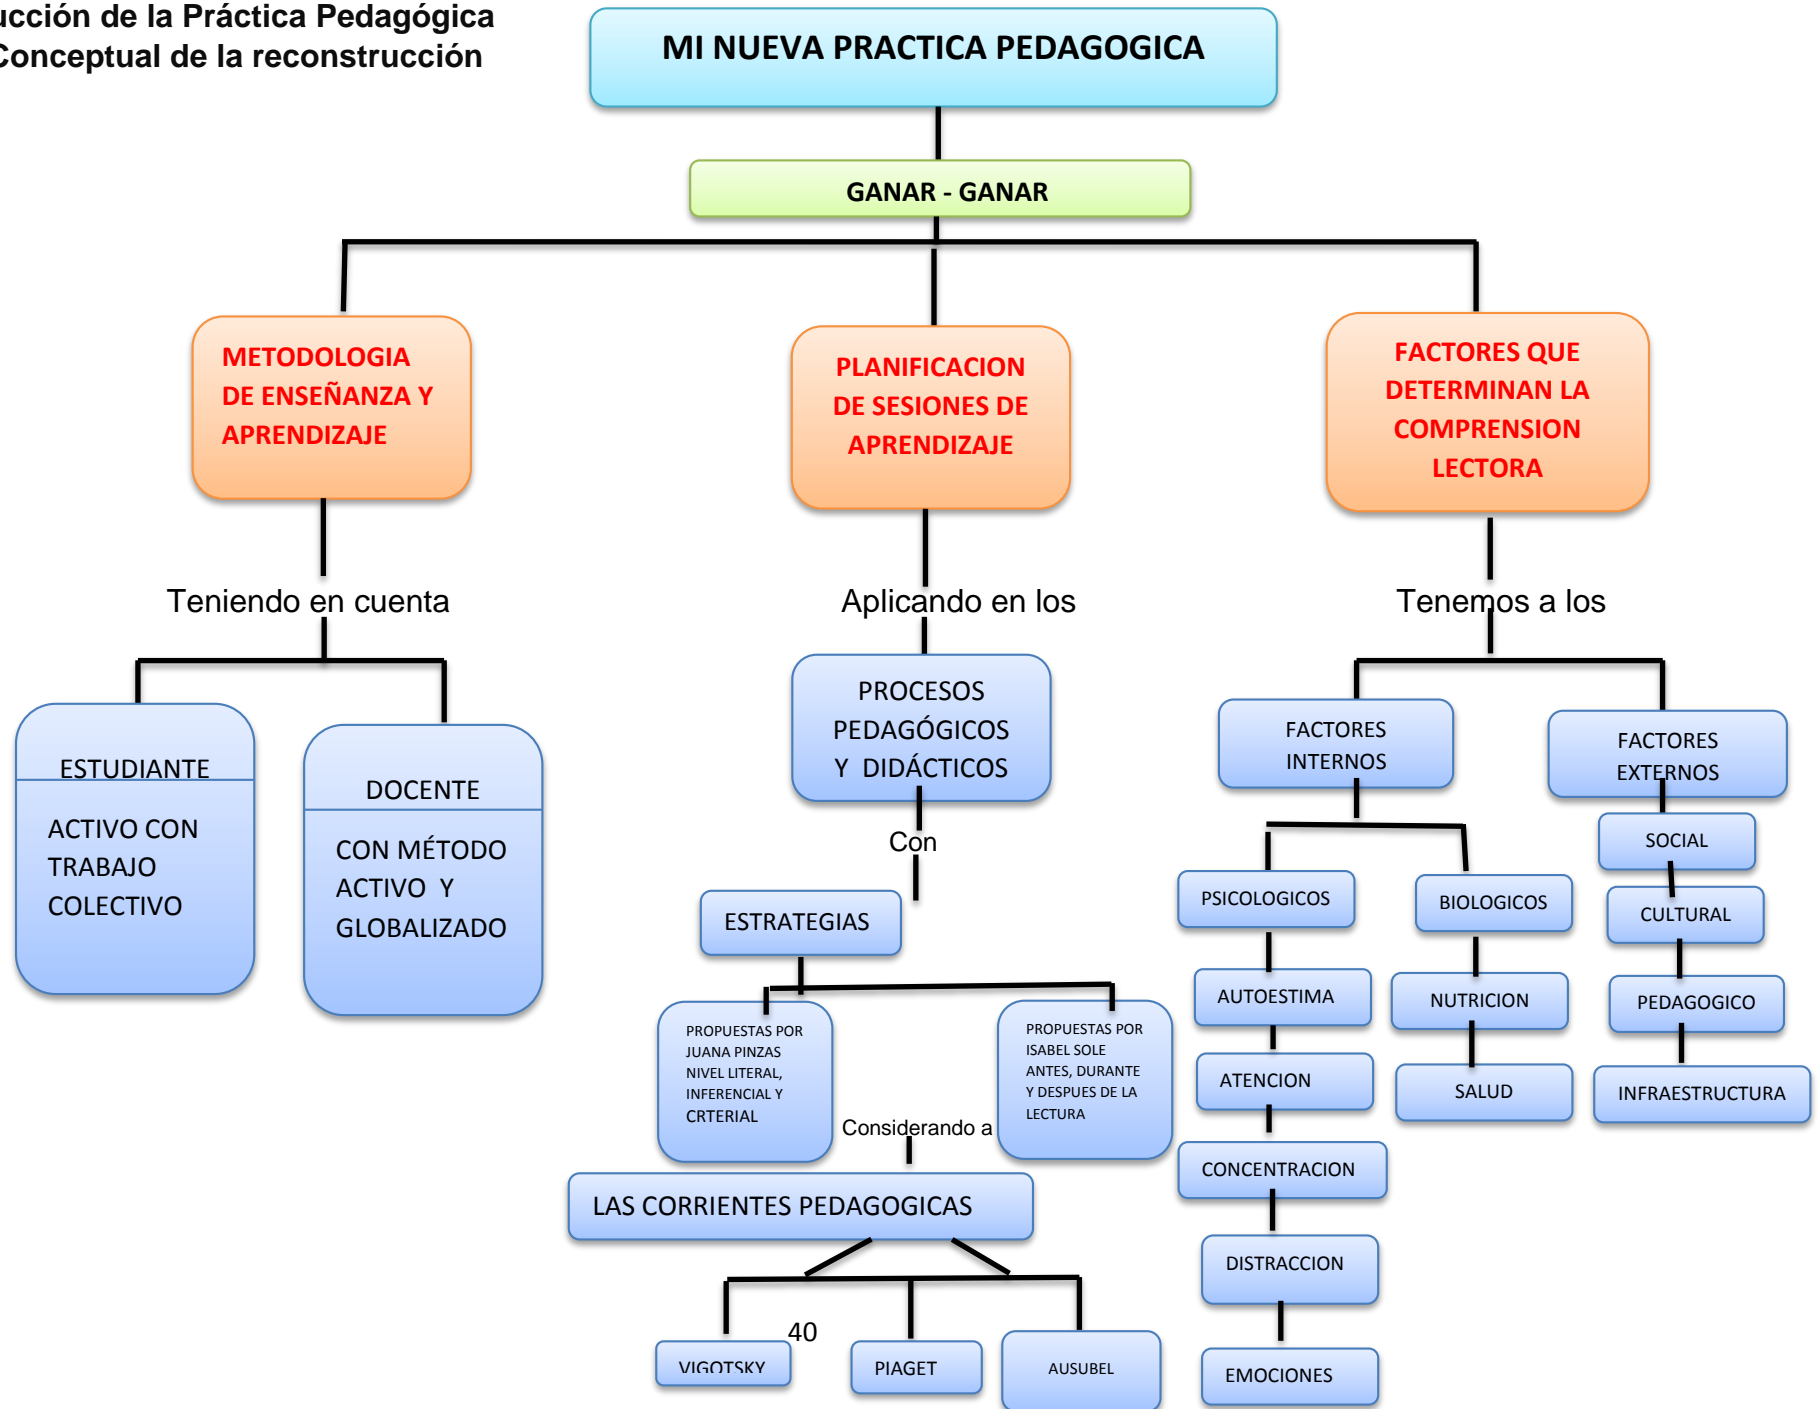 ucción de la Práctica Pedagógica
Conceptual de la reconstrucción
MI NUEVA PRACTICA PEDAGOGICA
GANAR - GANAR
METODOLOGIA
DE ENSEÑANZA Y
APRENDIZAJE
PLANIFICACION
DE SESIONES DE
APRENDIZAJE
FACTORES QUE
DETERMINAN LA
COMPRENSION
LECTORA
Teniendo en cuenta
Aplicando en los
Tenemos a los
ESTUDIANTE
ACTIVO CON
TRABAJO
COLECTIVO
DOCENTE
CON MÉTODO
ACTIVO Y
GLOBALIZADO
PROCESOS
PEDAGÓGICOS
Y DIDÁCTICOS
Con
ESTRATEGIAS
PROPUESTAS POR
JUANA PINZAS
NIVEL LITERAL,
INFERENCIAL Y
CRTERIAL
PROPUESTAS POR
ISABEL SOLE
ANTES, DURANTE
Y DESPUES DE LA
LECTURA
Considerando a
LAS CORRIENTES PEDAGOGICAS
VIGOTSKY
PIAGET
AUSUBEL
40
FACTORES
INTERNOS
PSICOLOGICOS
AUTOESTIMA
ATENCION
CONCENTRACION
DISTRACCION
EMOCIONES
BIOLOGICOS
NUTRICION
SALUD
FACTORES
EXTERNOS
SOCIAL
CULTURAL
PEDAGOGICO
INFRAESTRUCTURA